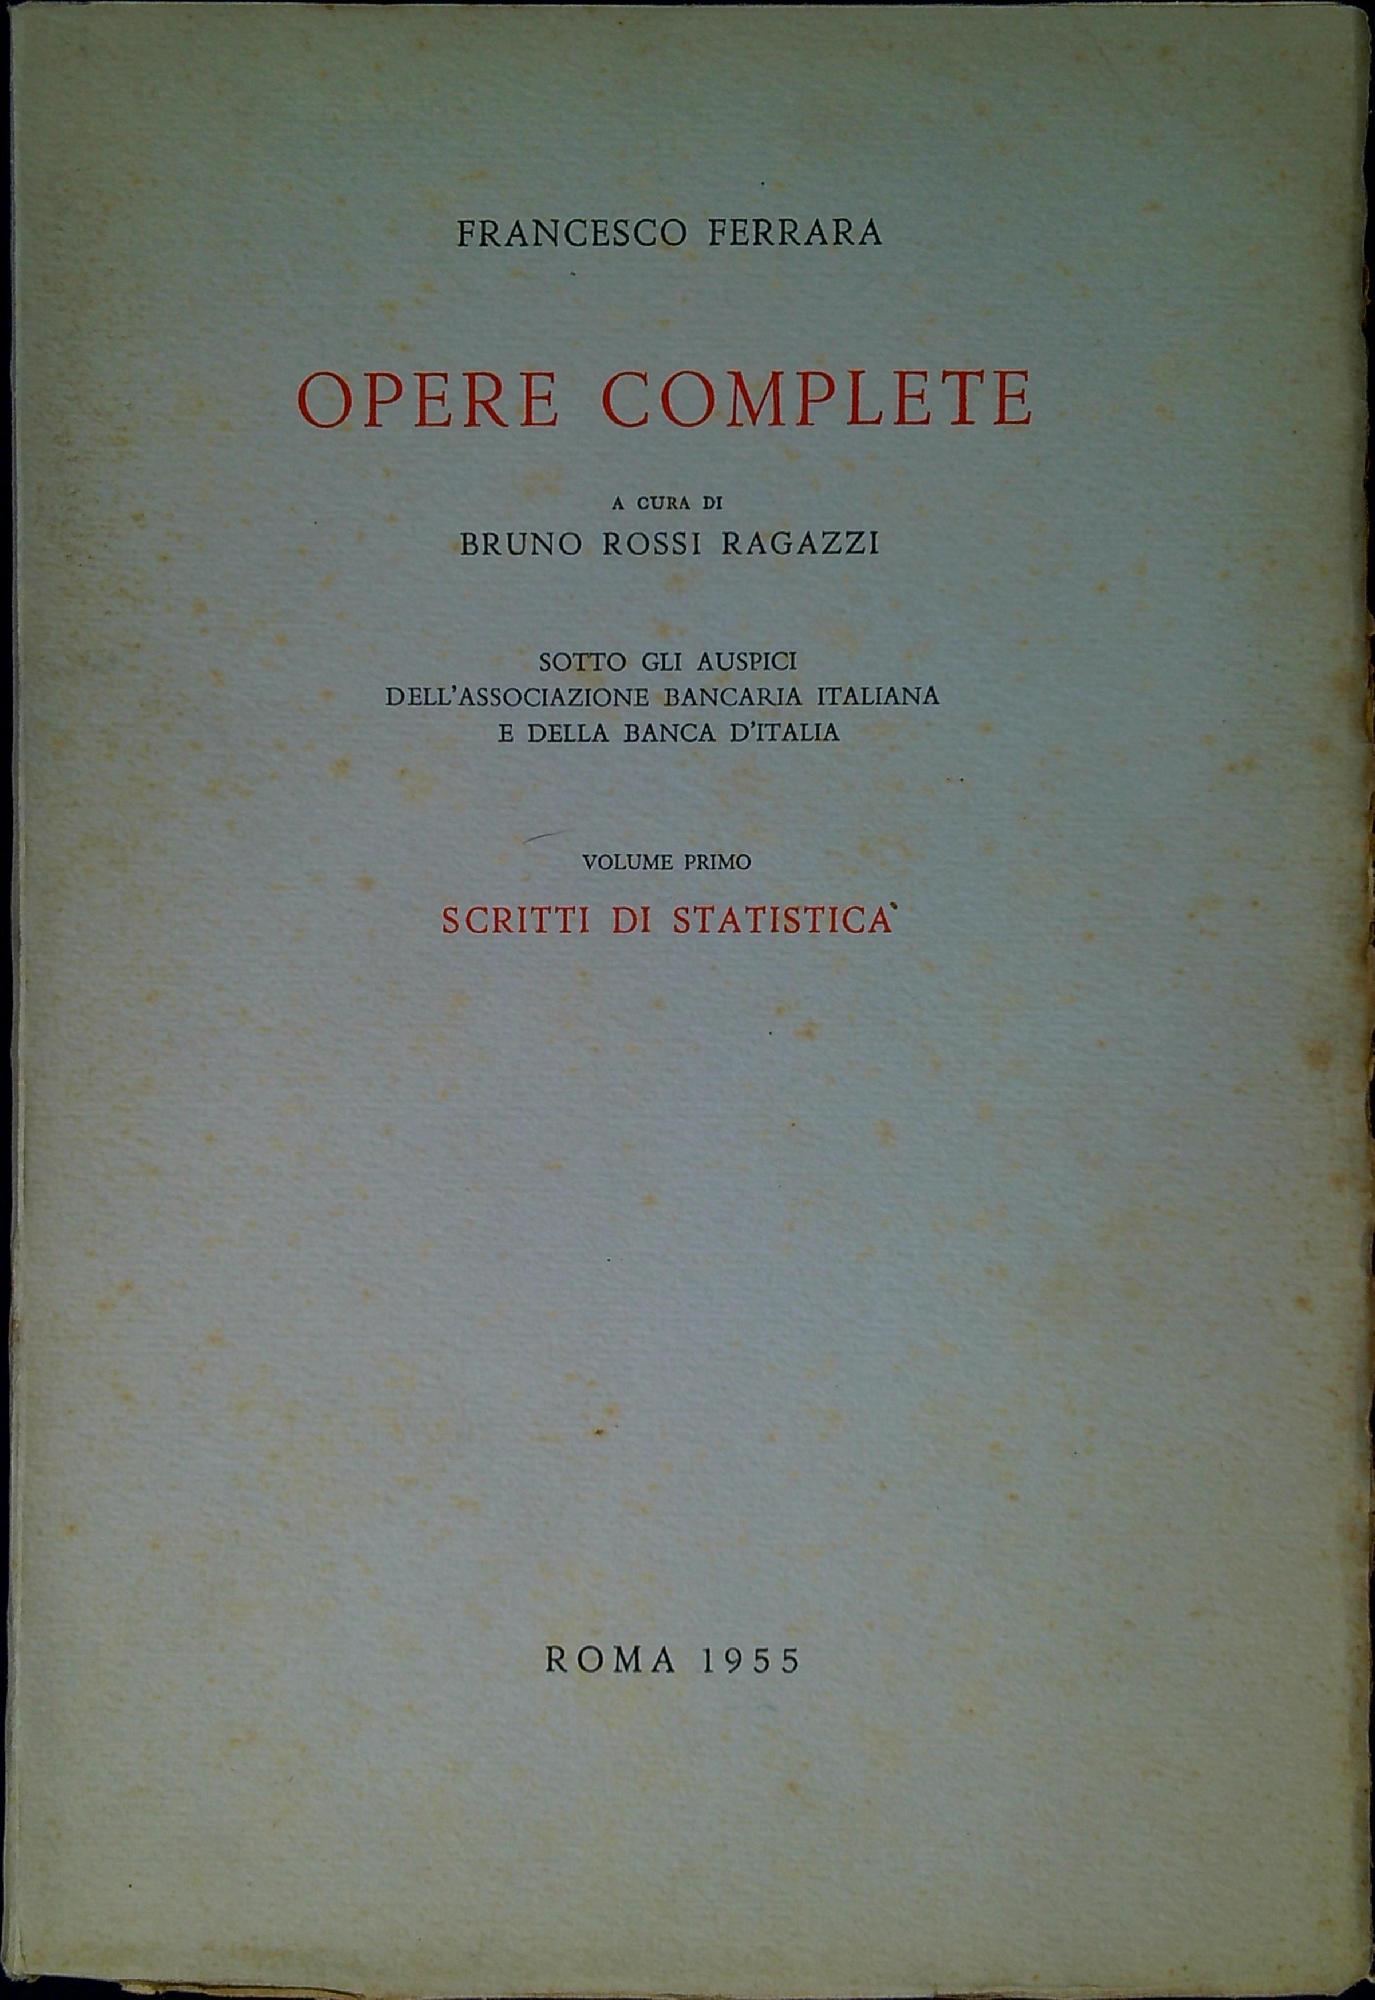 FRANCESCO FERRARA
OPERE COMPLETE
A CURA DI
BRUNO ROSSI RAGAZZI
SOTTO GLI AUSPICI
DELL'ASSOCIAZIONE BANCARIA ITALIANA
E DELLA BANCA D'ITALIA
VOLUME PRIMO
SCRITTI DI STATISTICA
ROMA 1955